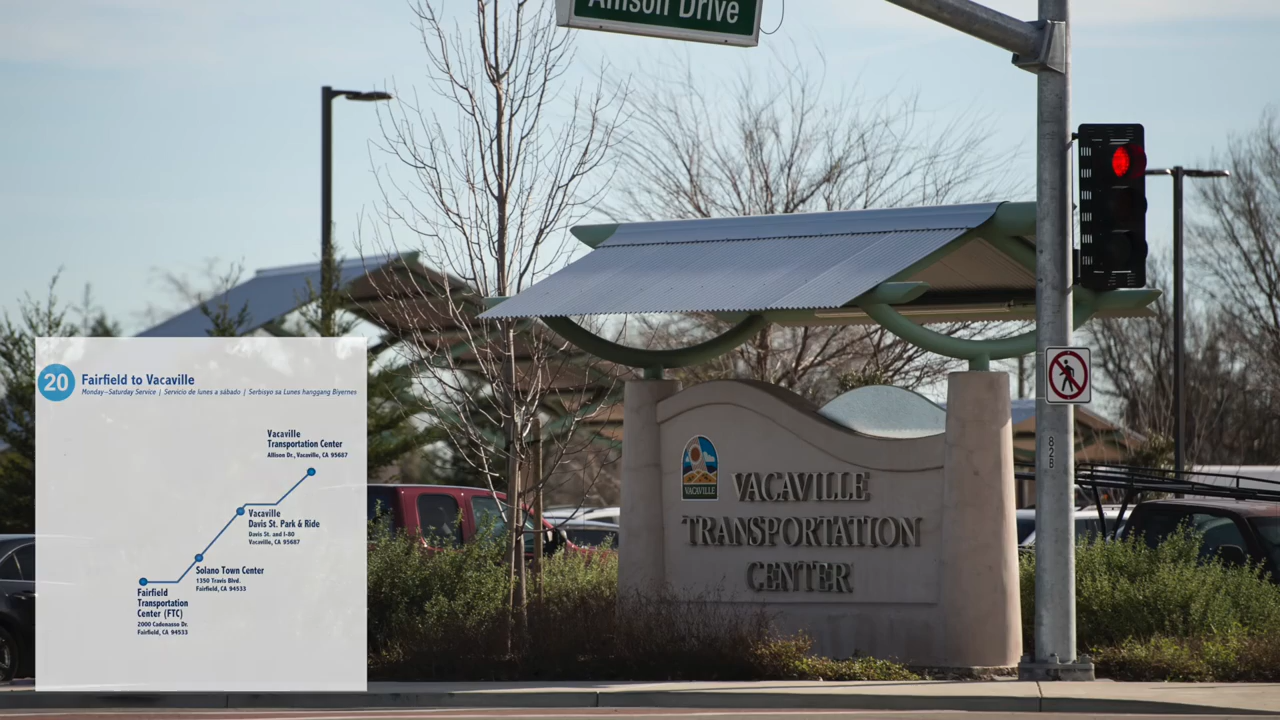 Allison Drive
20
Fairfield to Vacaville
Monday–Saturday Service | Servicio de lunes a sábado | Serbisyo sa Lunes hanggang Biyernes
Vacaville
Transportation Center
Allison Dr., Vacaville, CA 95687
Vacaville
Davis St. Park & Ride
Davis St. and I-80
Vacaville, CA 95687
Solano Town Center
1350 Travis Blvd.
Fairfield, CA 94533
Fairfield
Transportation
Center (FTC)
2000 Cadenasso Dr.
Fairfield, CA 94533
VACAVILLE
VACAVILLE
TRANSPORTATION
CENTER
82B